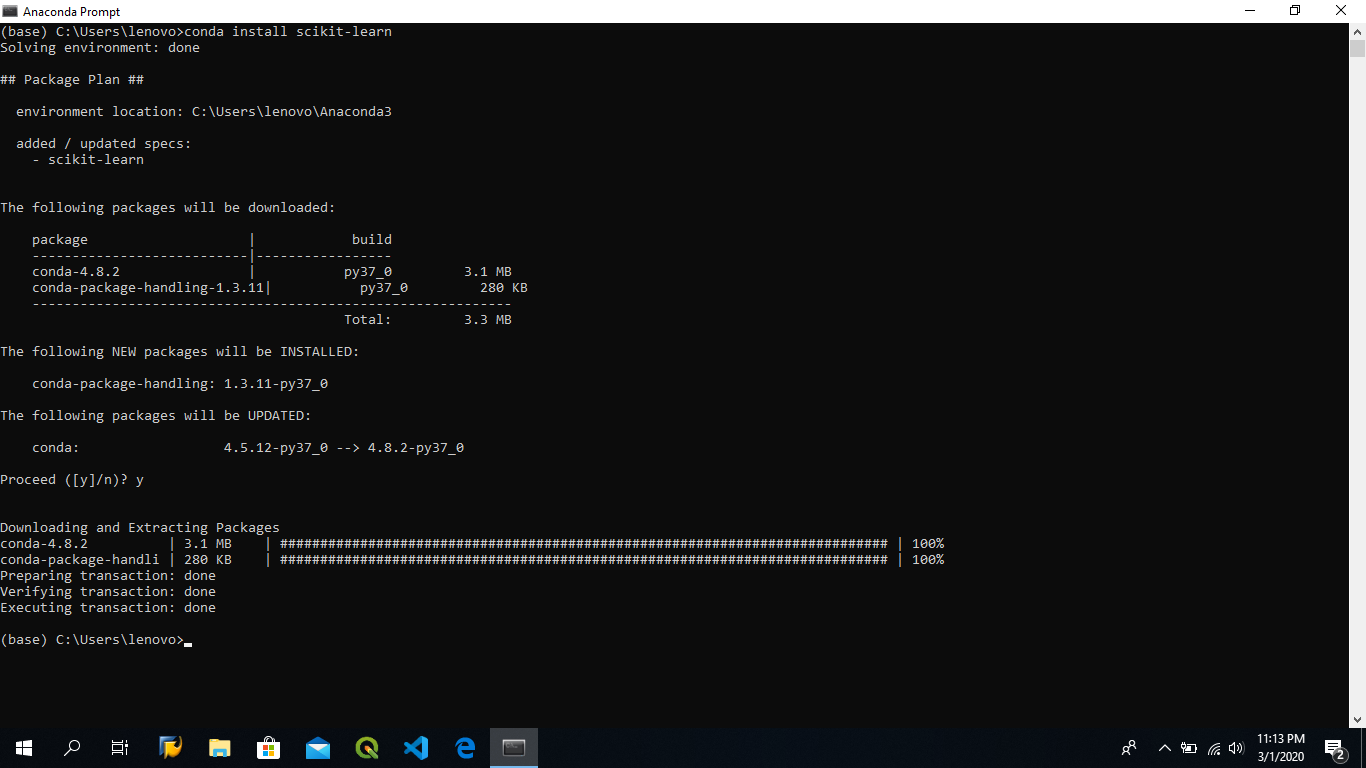 Anaconda Prompt
(base) C:\Users\lenovo>conda install scikit-learn
Solving environment: done
## Package Plan ##
  environment location: C:\Users\lenovo\Anaconda3
  added / updated specs:
    - scikit-learn
The following packages will be downloaded:
    package                    |            build
    ---------------------------|-----------------
    conda-4.8.2                |           py37_0         3.1 MB
    conda-package-handling-1.3.11|           py37_0         280 KB
    ------------------------------------------------------------
                                           Total:         3.3 MB
The following NEW packages will be INSTALLED:
    conda-package-handling: 1.3.11-py37_0
The following packages will be UPDATED:
    conda:                  4.5.12-py37_0 --> 4.8.2-py37_0
Proceed ([y]/n)? y
Downloading and Extracting Packages
conda-4.8.2          | 3.1 MB    | ############################################################################ | 100%
conda-package-handli | 280 KB    | ############################################################################ | 100%
Preparing transaction: done
Verifying transaction: done
Executing transaction: done
(base) C:\Users\lenovo>
11:13 PM
3/1/2020
2